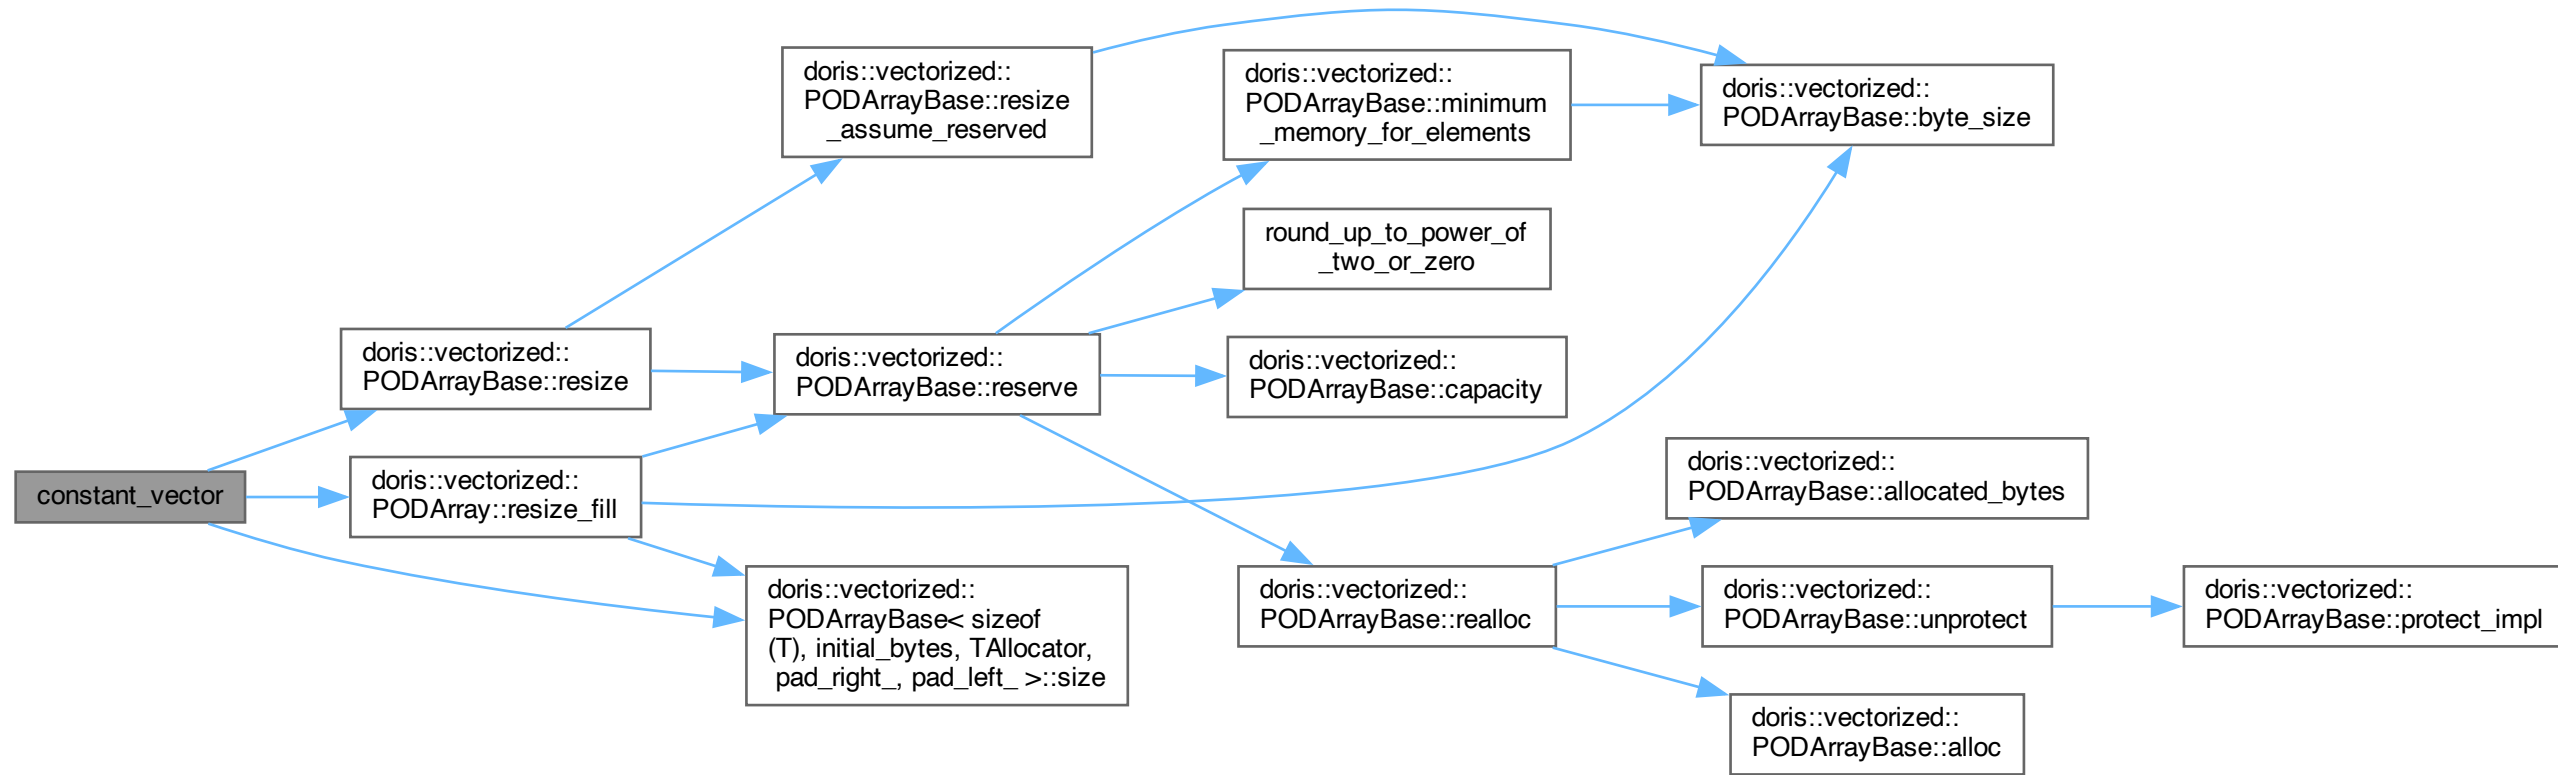 constant_vector
doris::vectorized::
PODArrayBase::resize
doris::vectorized::
PODArray::resize_fill
doris::vectorized::
PODArrayBase::resize
_assume_reserved
doris::vectorized::
PODArrayBase::reserve
doris::vectorized::
PODArrayBase< sizeof
(T), initial_bytes, TAllocator,
pad_right_, pad_left_ >::size
doris::vectorized::
PODArrayBase::minimum
_memory_for_elements
round_up_to_power_of
_two_or_zero
doris::vectorized::
PODArrayBase::capacity
doris::vectorized::
PODArrayBase::realloc
doris::vectorized::
PODArrayBase::byte_size
doris::vectorized::
PODArrayBase::allocated_bytes
doris::vectorized::
PODArrayBase::unprotect
doris::vectorized::
PODArrayBase::alloc
doris::vectorized::
PODArrayBase::protect_impl